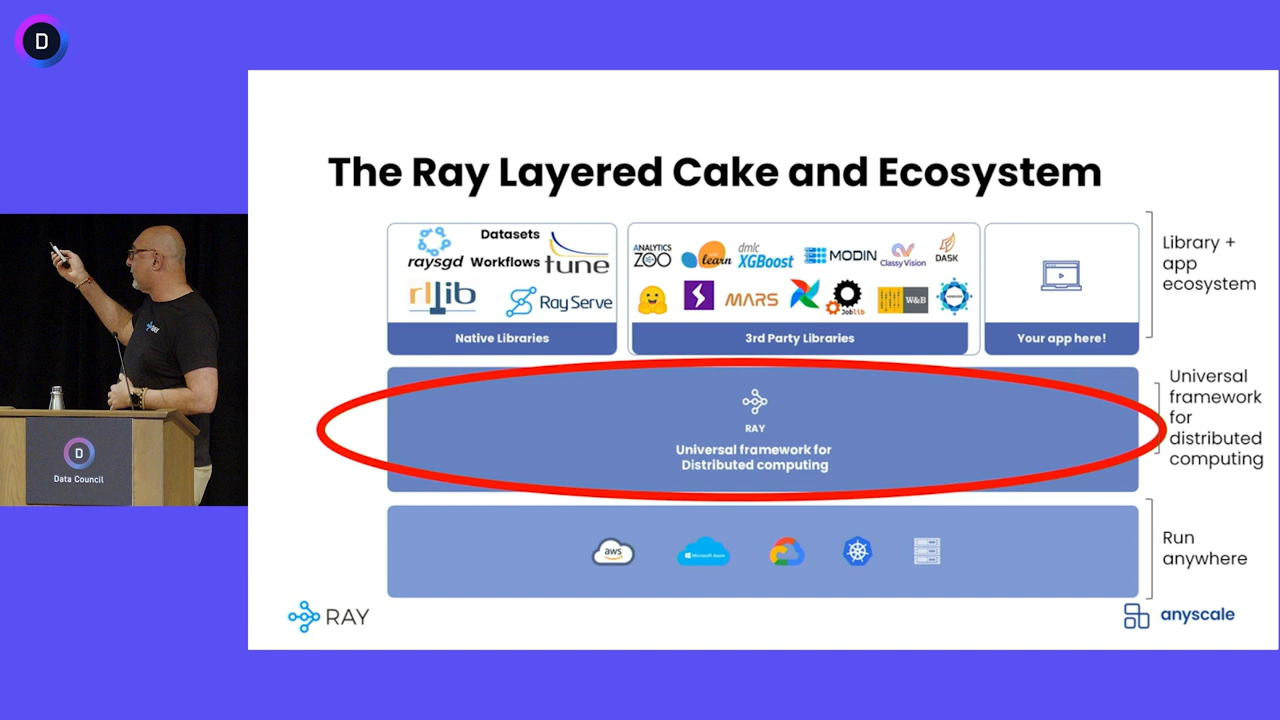 D
The Ray Layered Cake and Ecosystem
raysgd
Datasets
Workflows
tune
rllib
Ray Serve
Native Libraries
ANALYTICS
ZOO
learn
dmlc
XGBoost
MODIN
Classy Vision
DASK
MARS
Joblib
W&B
3rd Party Libraries
Your app here!
Library +
app
ecosystem
RAY
Universal framework for
Distributed computing
Universal
framework
for
distributed
computing
aws
Microsoft Azure
Run
anywhere
RAY
anyscale
D
Data Council